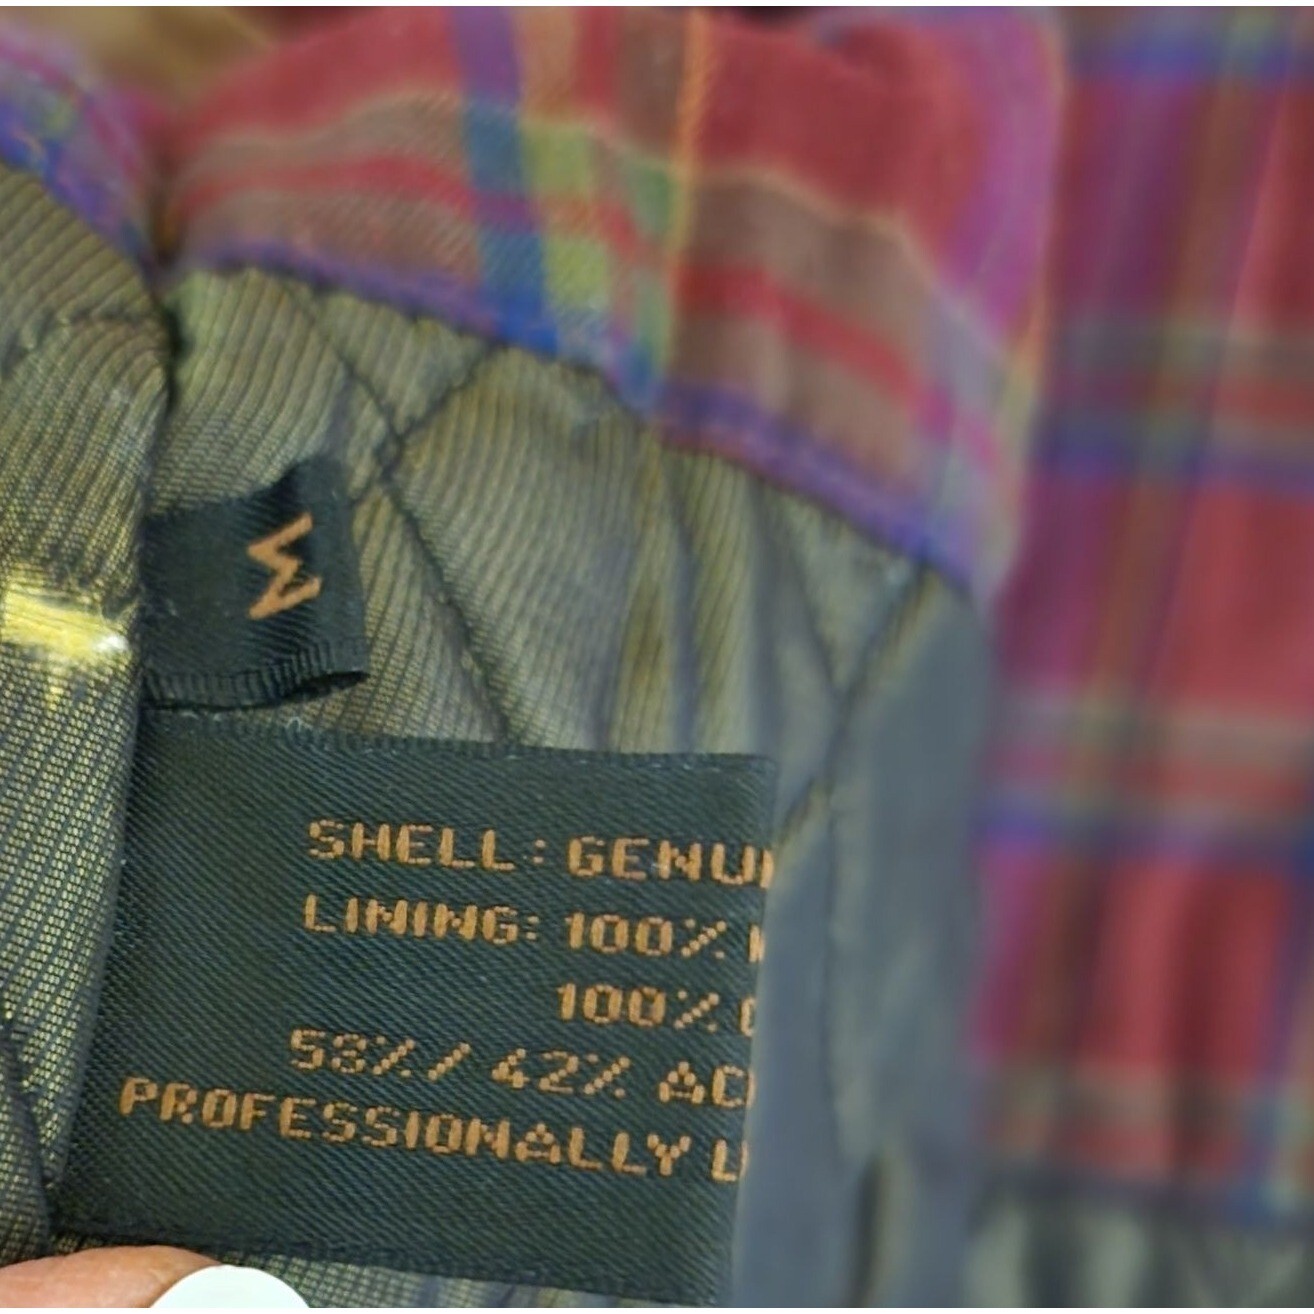 M
SHELL: GENU
LINING: 100%
100%
58% / 42% AC
PROFESSIONALLY